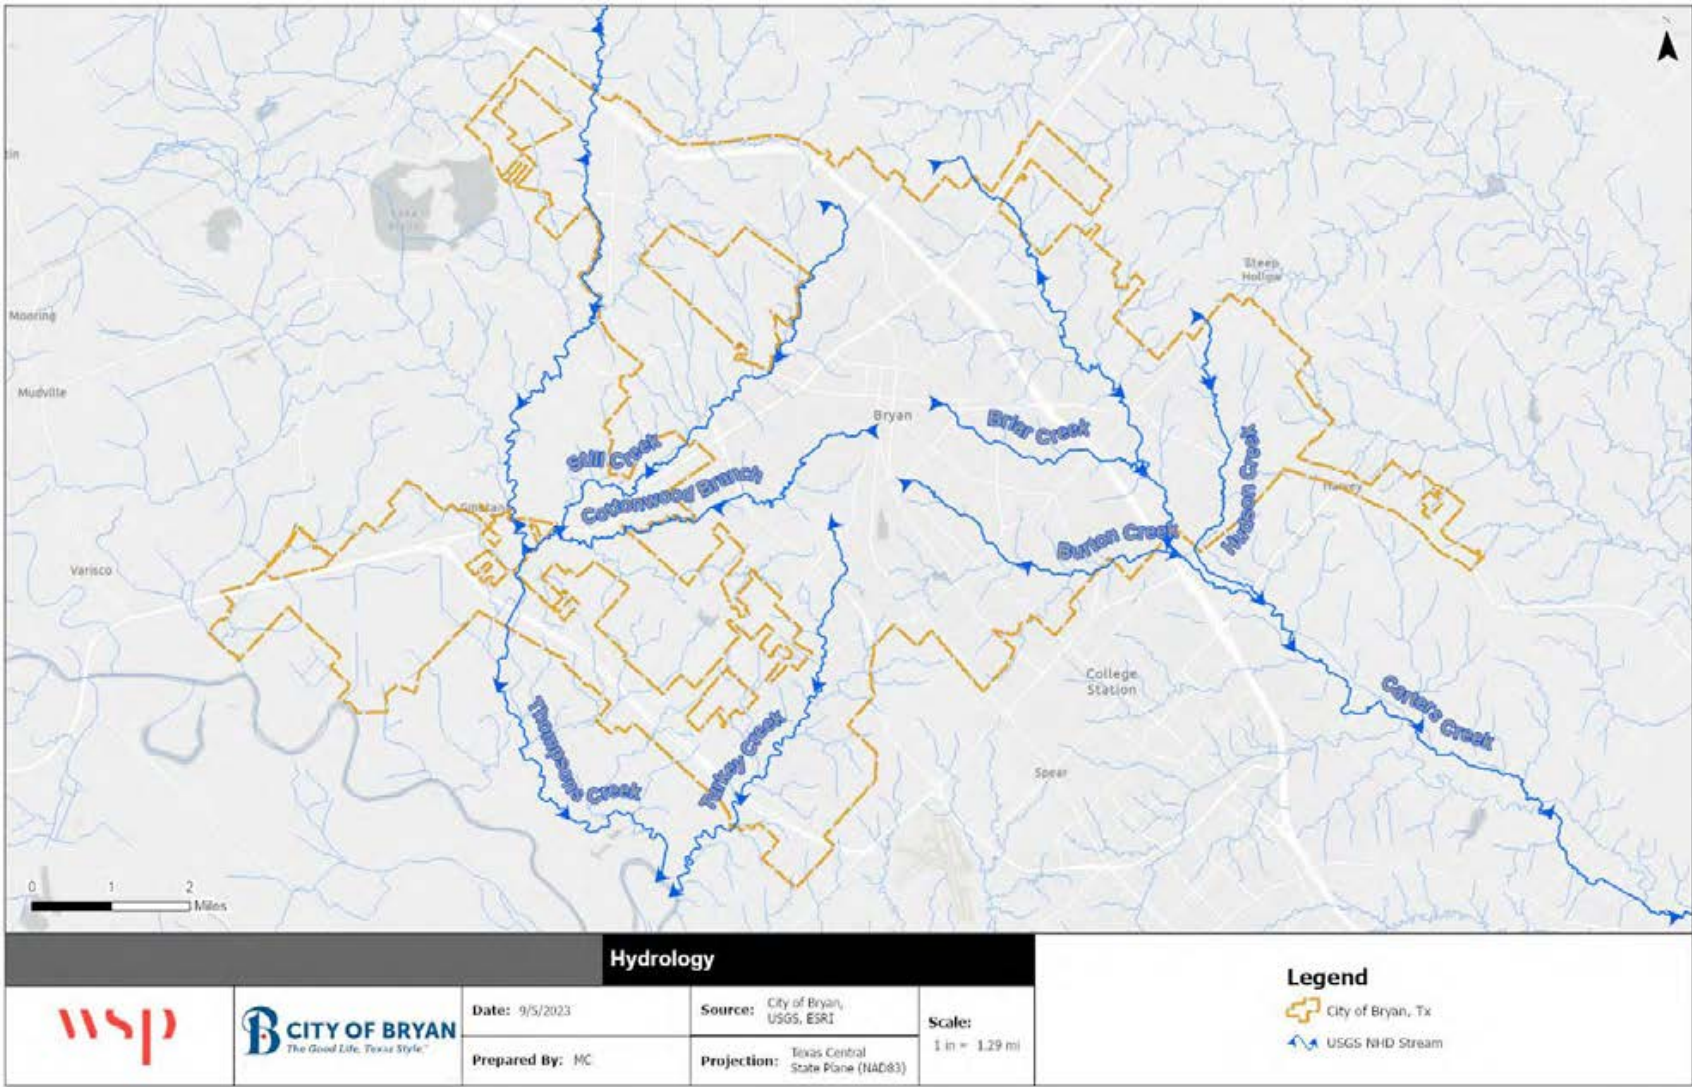 tin
Steep
Hollow
Mooring
Mudville
Bryan
Briar Creek
Still Creek
Hudson Creek
Cottonwood Branch
Harvey
Burton Creek
Varisco
College
Station
Carters Creek
Thompsons Creek
Turkey Creek
Spear
0 1 2
Miles
Hydrology
Legend
City of Bryan, Tx
USGS NHD Stream
wsp
B CITY OF BRYAN
The Good Life, Texas Style.™
Date: 9/5/2023
Prepared By: MC
Source: City of Bryan,
USGS, ESRI
Projection: Texas Central
State Plane (NAD83)
Scale:
1 in = 1.29 mi